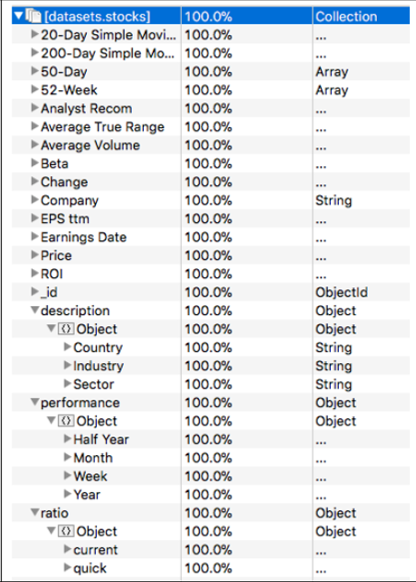 [datasets.stocks] 100.0% Collection
20-Day Simple Movi... 100.0% ...
200-Day Simple Mo... 100.0% ...
50-Day 100.0% Array
52-Week 100.0% Array
Analyst Recom 100.0% ...
Average True Range 100.0% ...
Average Volume 100.0% ...
Beta 100.0% ...
Change 100.0% ...
Company 100.0% String
EPS ttm 100.0% ...
Earnings Date 100.0% ...
Price 100.0% ...
ROI 100.0% ...
_id 100.0% ObjectId
description 100.0% Object
{} Object 100.0% Object
Country 100.0% String
Industry 100.0% String
Sector 100.0% String
performance 100.0% Object
{} Object 100.0% Object
Half Year 100.0% ...
Month 100.0% ...
Week 100.0% ...
Year 100.0% ...
ratio 100.0% Object
{} Object 100.0% Object
current 100.0% ...
quick 100.0% ...